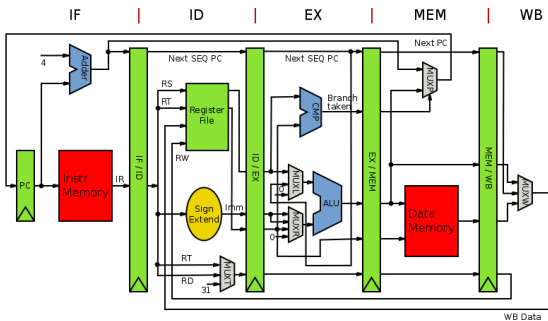 IF
ID
EX
MEM
WB
Next PC
Next SEQ PC
Next SEQ PC
4
Adder
RS
RT
Register
File
RW
CMP
Branch
taken
MUXP
PC
Instr
Memory
IR
IF / ID
ID / EX
EX / MEM
MEM / WB
Sign
Extend
Imm
MUXL
MUXR
0
ALU
Data
Memory
MUXW
RT
RD
31
MUXT
WB Data